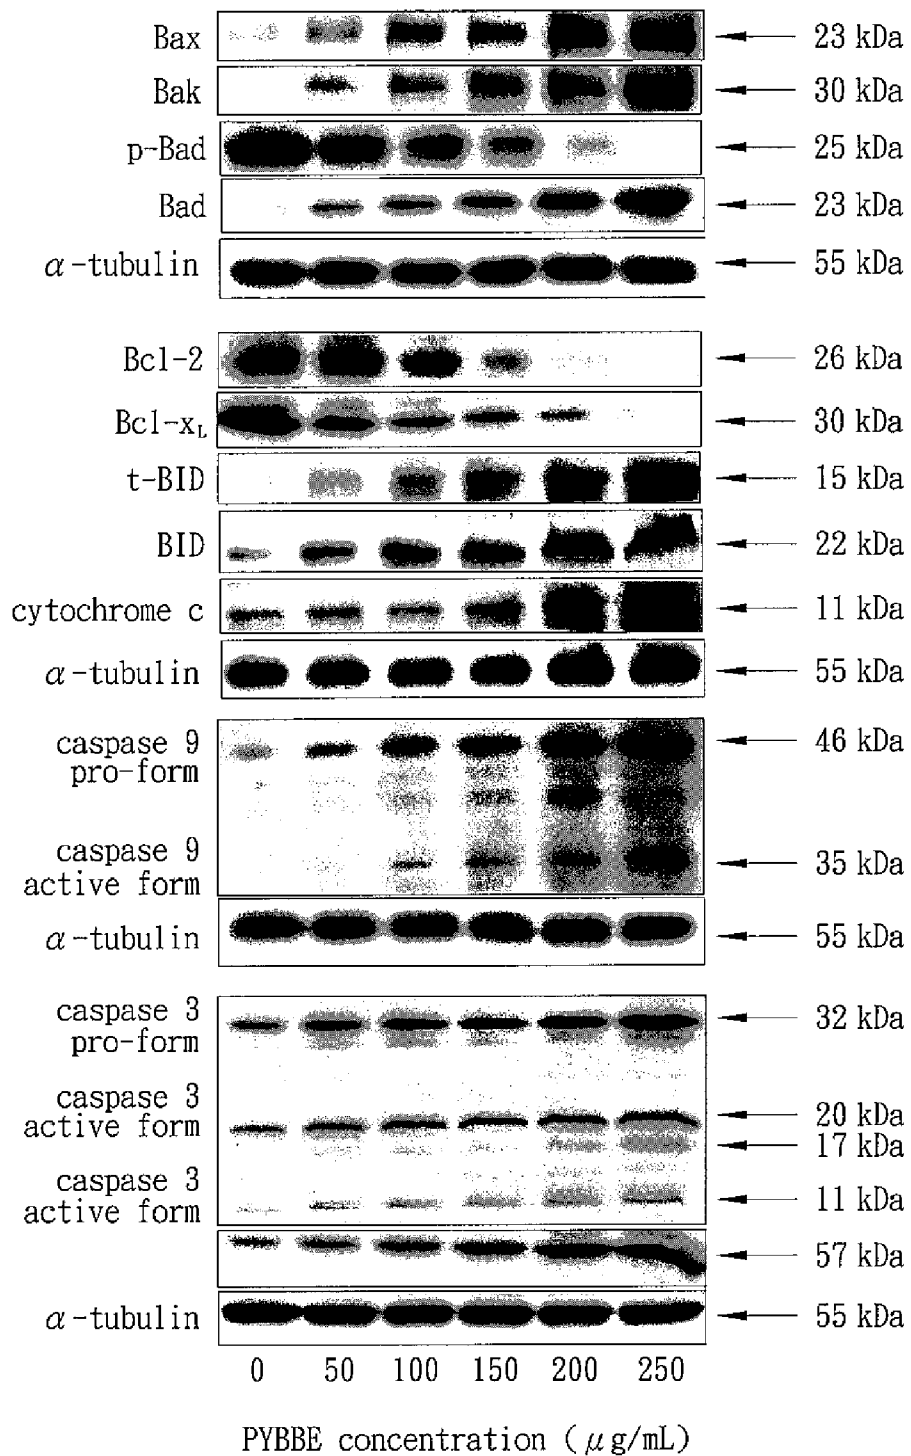 Bax 23 kDa
Bak 30 kDa
p-Bad 25 kDa
Bad 23 kDa
α-tubulin 55 kDa
Bcl-2 26 kDa
Bcl-xL 30 kDa
t-BID 15 kDa
BID 22 kDa
cytochrome c 11 kDa
α-tubulin 55 kDa
caspase 9 46 kDa
pro-form
caspase 9
active form 35 kDa
α-tubulin 55 kDa
caspase 3 32 kDa
pro-form
caspase 3 20 kDa
active form
17 kDa
caspase 3 11 kDa
active form
57 kDa
α-tubulin 55 kDa
0 50 100 150 200 250
PYBBE concentration (μg/mL)